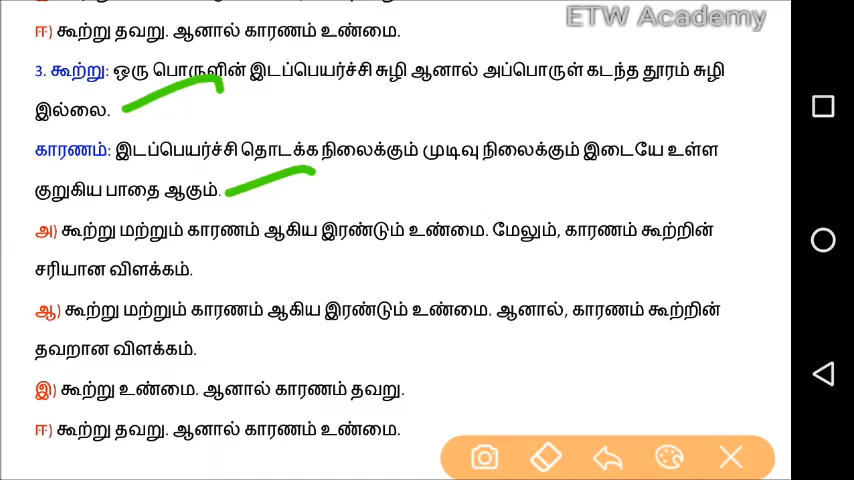 ETW Academy
ஈ) கூற்று தவறு. ஆனால் காரணம் உண்மை.
3. கூற்று: ஒரு பொருளின் இடப்பெயர்ச்சி சுழி ஆனால் அப்பொருள் கடந்த தூரம் சுழி
இல்லை.
காரணம்: இடப்பெயர்ச்சி தொடக்க நிலைக்கும் முடிவு நிலைக்கும் இடையே உள்ள
குறுகிய பாதை ஆகும்.
அ) கூற்று மற்றும் காரணம் ஆகிய இரண்டும் உண்மை. மேலும், காரணம் கூற்றின்
சரியான விளக்கம்.
ஆ) கூற்று மற்றும் காரணம் ஆகிய இரண்டும் உண்மை. ஆனால், காரணம் கூற்றின்
தவறான விளக்கம்.
இ) கூற்று உண்மை. ஆனால் காரணம் தவறு.
ஈ) கூற்று தவறு. ஆனால் காரணம் உண்மை.